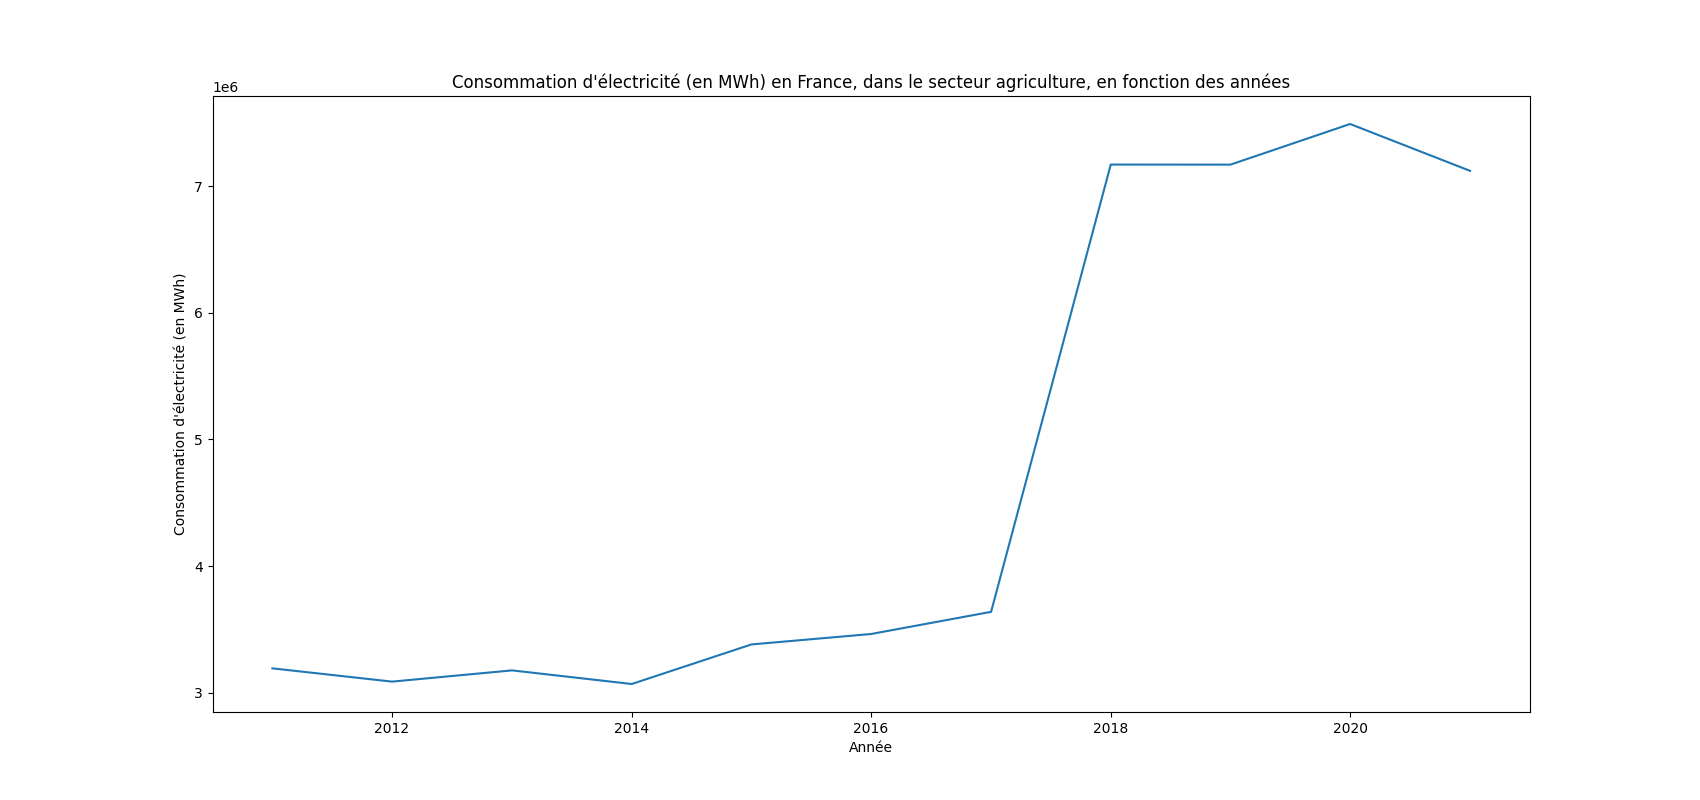 Consommation d'électricité (en MWh) en France, dans le secteur agriculture, en fonction des années
1e6
7
6
5
4
3
Consommation d'électricité (en MWh)
2012
2014
2016
2018
2020
Année